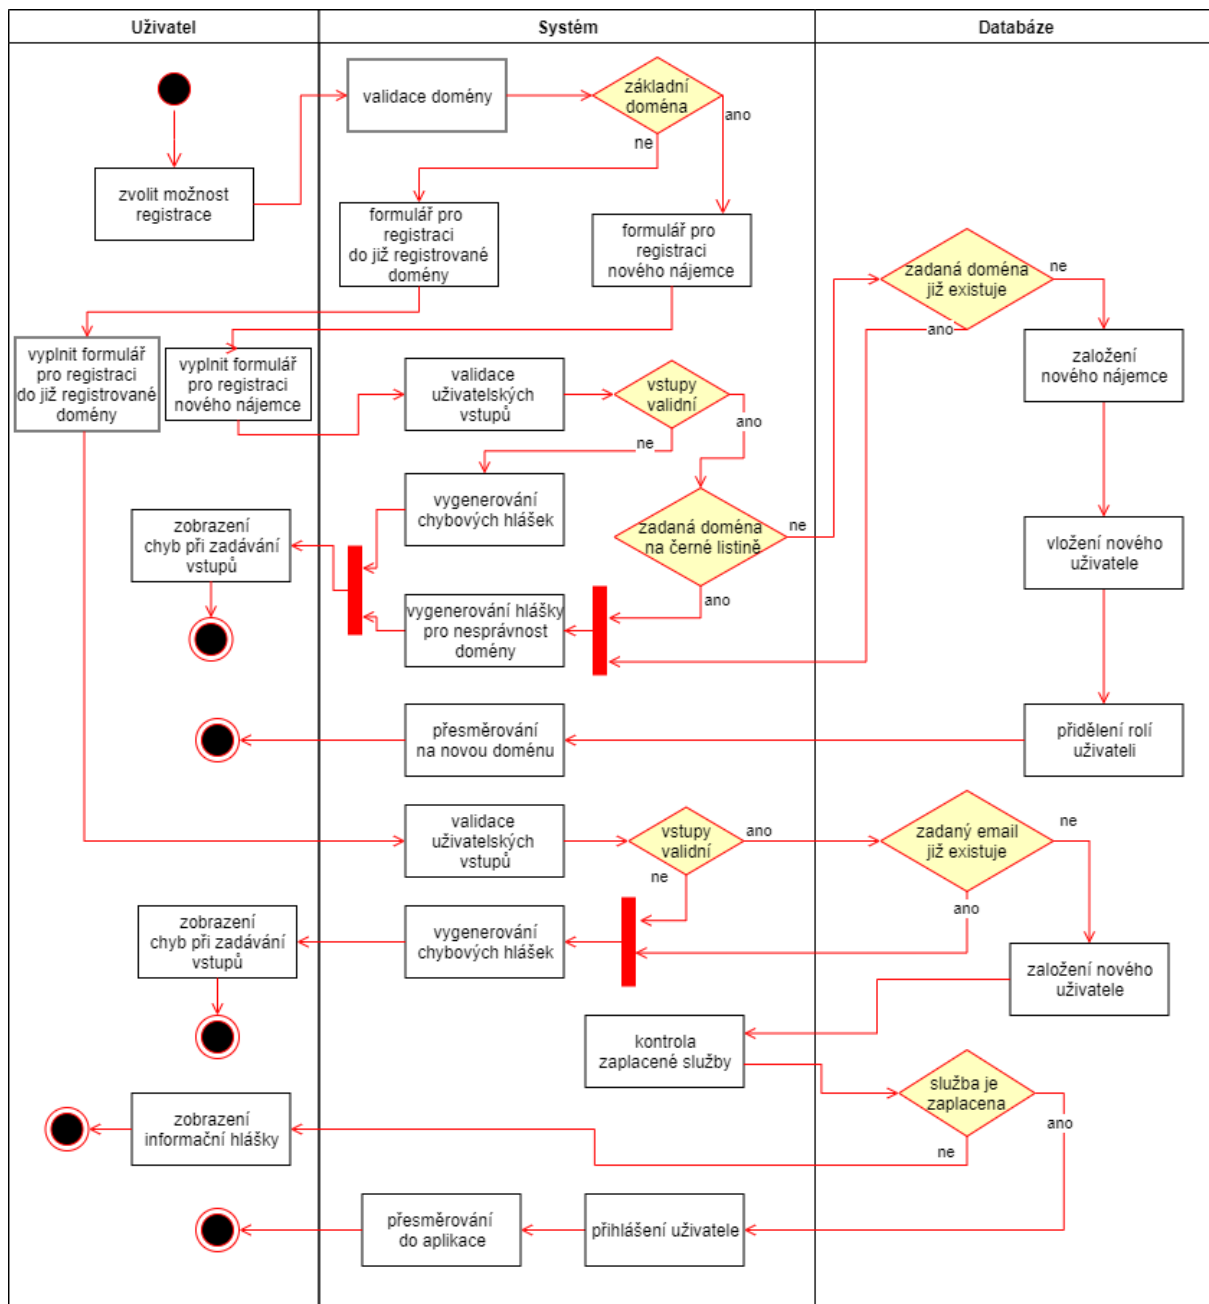 Uživatel
Systém
Databáze
validace domény
základní
doména
ano
ne
zvolit možnost
registrace
formulář pro
registraci
do již registrované
domény
formulář pro
registraci
nového nájemce
zadaná doména
již existuje
ne
ano
vyplnit formulář
pro registraci
do již registrované
domény
vyplnit formulář
pro registraci
nového nájemce
validace
uživatelských
vstupů
vstupy
validní
ano
ne
založení
nového nájemce
vygenerování
chybových hlášek
zadaná doména
na černé listině
ne
ano
zobrazení
chyb při zadávání
vstupů
vložení nového
uživatele
vygenerování hlášky
pro nesprávnost
domény
přesměrování
na novou doménu
přidělení rolí
uživateli
validace
uživatelských
vstupů
vstupy
validní
ano
ne
zadaný email
již existuje
ne
ano
zobrazení
chyb při zadávání
vstupů
vygenerování
chybových hlášek
založení nového
uživatele
kontrola
zaplacené služby
služba je
zaplacena
ano
ne
zobrazení
informační hlášky
přesměrování
do aplikace
přihlášení uživatele